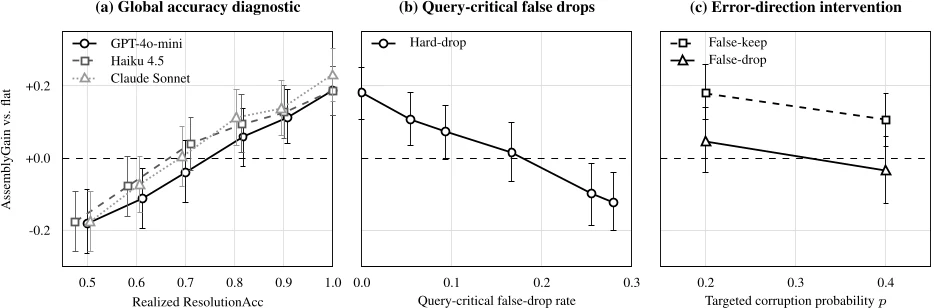 (a) Global accuracy diagnostic
(b) Query-critical false drops
(c) Error-direction intervention
AssemblyGain vs. flat
+0.2
+0.0
-0.2
GPT-4o-mini
Haiku 4.5
Claude Sonnet
0.5 0.6 0.7 0.8 0.9 1.0
Realized ResolutionAcc
Hard-drop
0.0 0.1 0.2 0.3
Query-critical false-drop rate
False-keep
False-drop
0.2 0.3 0.4
Targeted corruption probability p